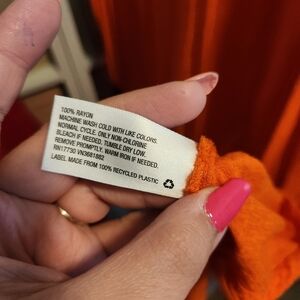 100% RAYON
MACHINE WASH COLD WITH LIKE COLORS.
NORMAL CYCLE. ONLY NON-CHLORINE
BLEACH IF NEEDED. TUMBLE DRY LOW.
REMOVE PROMPTLY. WARM IRON IF NEEDED.
RN17730 VN3681882
LABEL MADE FROM 100% RECYCLED PLASTIC